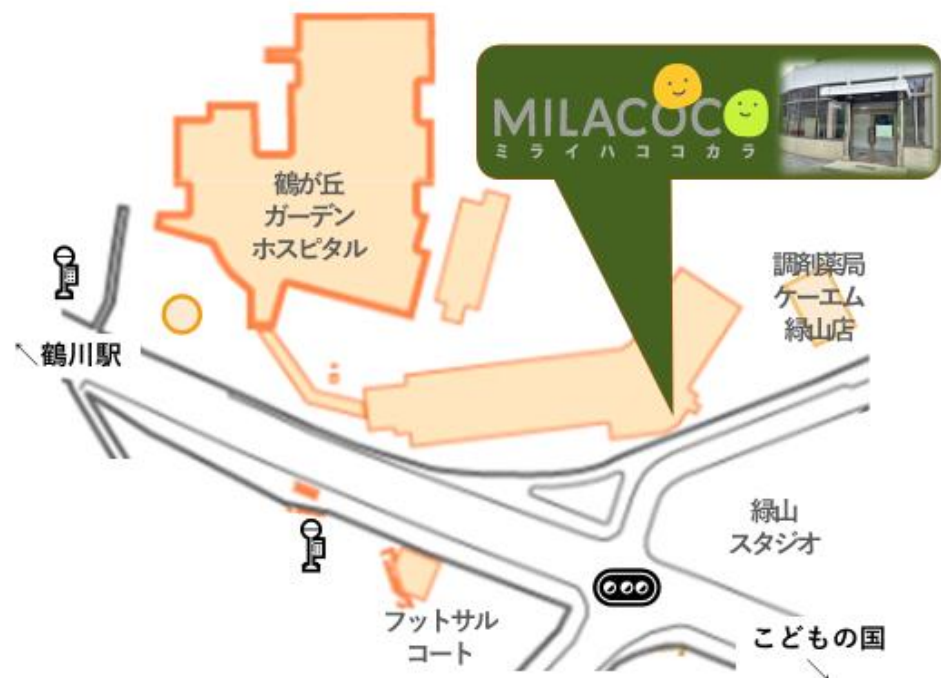 MILACOCO
ミライハココカラ
鶴が丘
ガーデン
ホスピタル
調剤薬局
ケーエム
緑山店
↖鶴川駅
緑山
スタジオ
フットサル
コート
こどもの国
↘